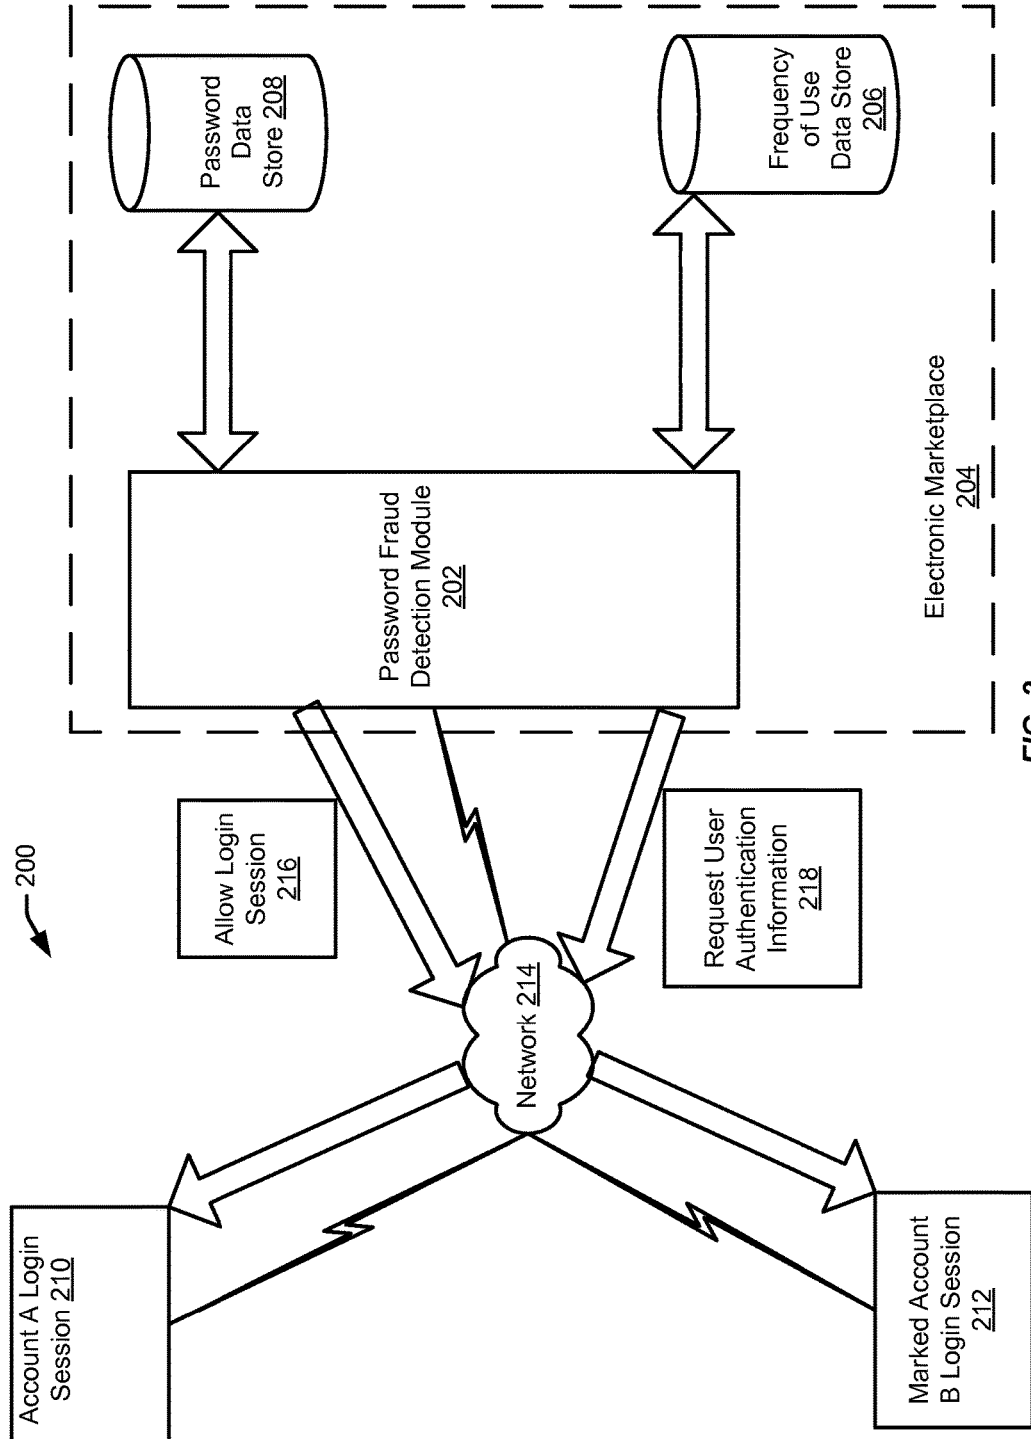 200
Account A Login
Session 210
Allow Login
Session
216
Password Fraud
Detection Module
202
Password
Data
Store 208
Network 214
Marked Account
B Login Session
212
Request User
Authentication
Information
218
Frequency
of Use
Data Store
206
Electronic Marketplace
204
FIG.